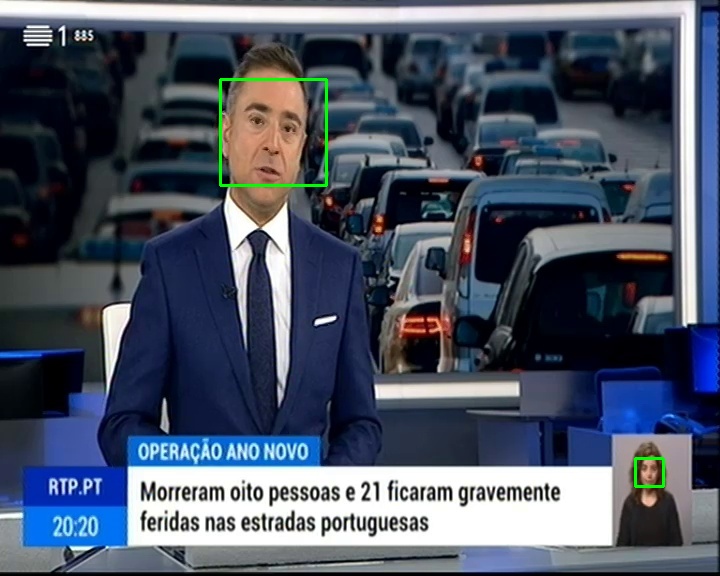 1 885
OPERAÇÃO ANO NOVO
RTP.PT
Morreram oito pessoas e 21 ficaram gravemente
20:20
feridas nas estradas portuguesas